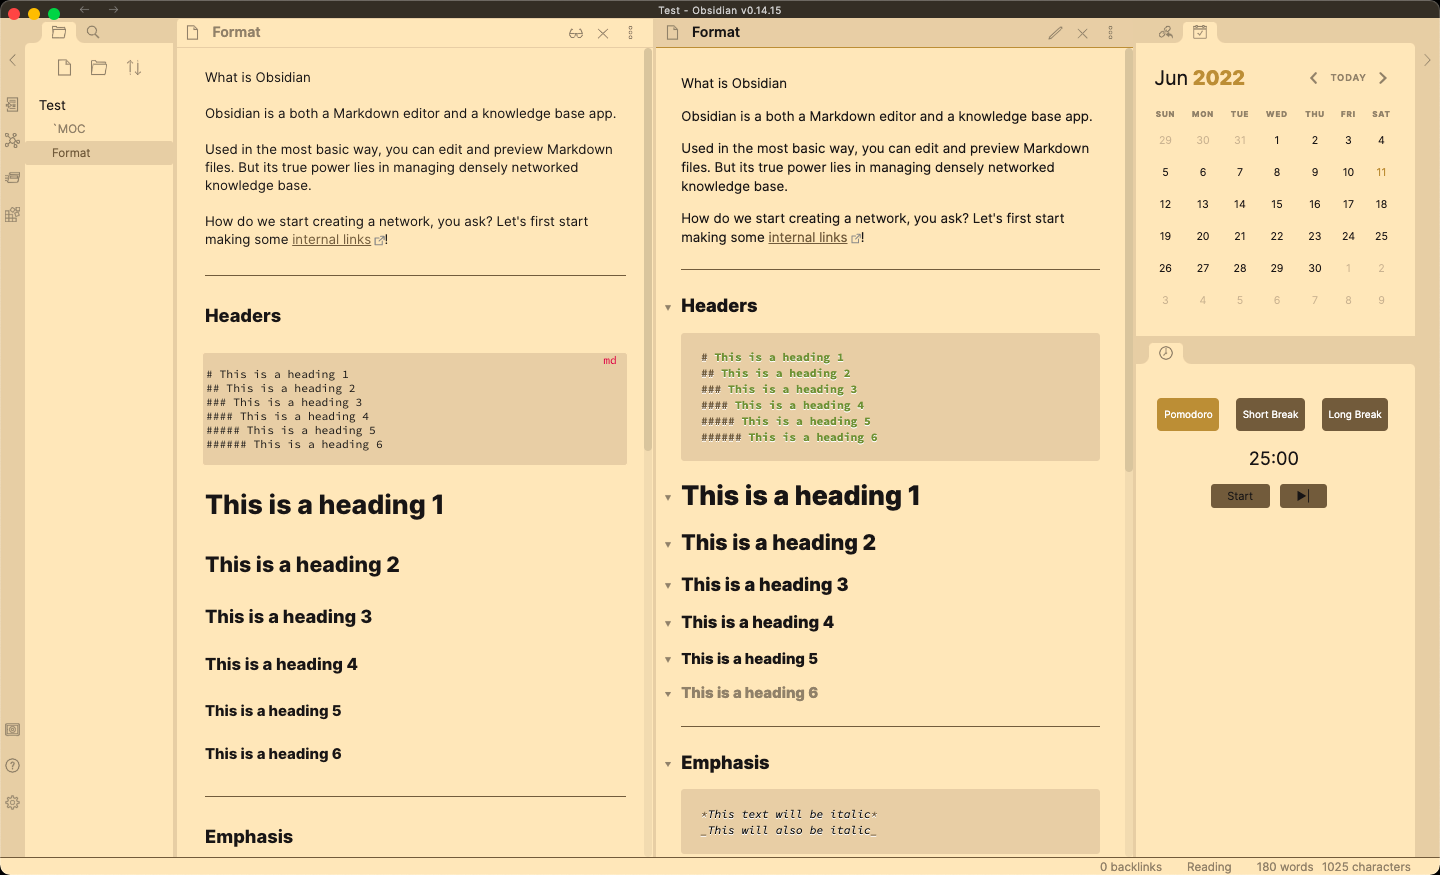 Test - Obsidian v0.14.15
Test
`MOC
Format
Format
What is Obsidian
Obsidian is a both a Markdown editor and a knowledge base app.
Used in the most basic way, you can edit and preview Markdown
files. But its true power lies in managing densely networked
knowledge base.
How do we start creating a network, you ask? Let's first start
making some internal links!
Headers
md
# This is a heading 1
## This is a heading 2
### This is a heading 3
#### This is a heading 4
##### This is a heading 5
###### This is a heading 6
This is a heading 1
This is a heading 2
This is a heading 3
This is a heading 4
This is a heading 5
This is a heading 6
Emphasis
Format
What is Obsidian
Obsidian is a both a Markdown editor and a knowledge base app.
Used in the most basic way, you can edit and preview Markdown
files. But its true power lies in managing densely networked
knowledge base.
How do we start creating a network, you ask? Let's first start
making some internal links!
Headers
# This is a heading 1
## This is a heading 2
### This is a heading 3
#### This is a heading 4
##### This is a heading 5
###### This is a heading 6
This is a heading 1
This is a heading 2
This is a heading 3
This is a heading 4
This is a heading 5
This is a heading 6
Emphasis
*This text will be italic*
_This will also be italic_
Jun 2022
TODAY
SUN MON TUE WED THU FRI SAT
29 30 31 1 2 3 4
5 6 7 8 9 10 11
12 13 14 15 16 17 18
19 20 21 22 23 24 25
26 27 28 29 30 1 2
3 4 5 6 7 8 9
Pomodoro Short Break Long Break
25:00
Start
0 backlinks Reading 180 words 1025 characters